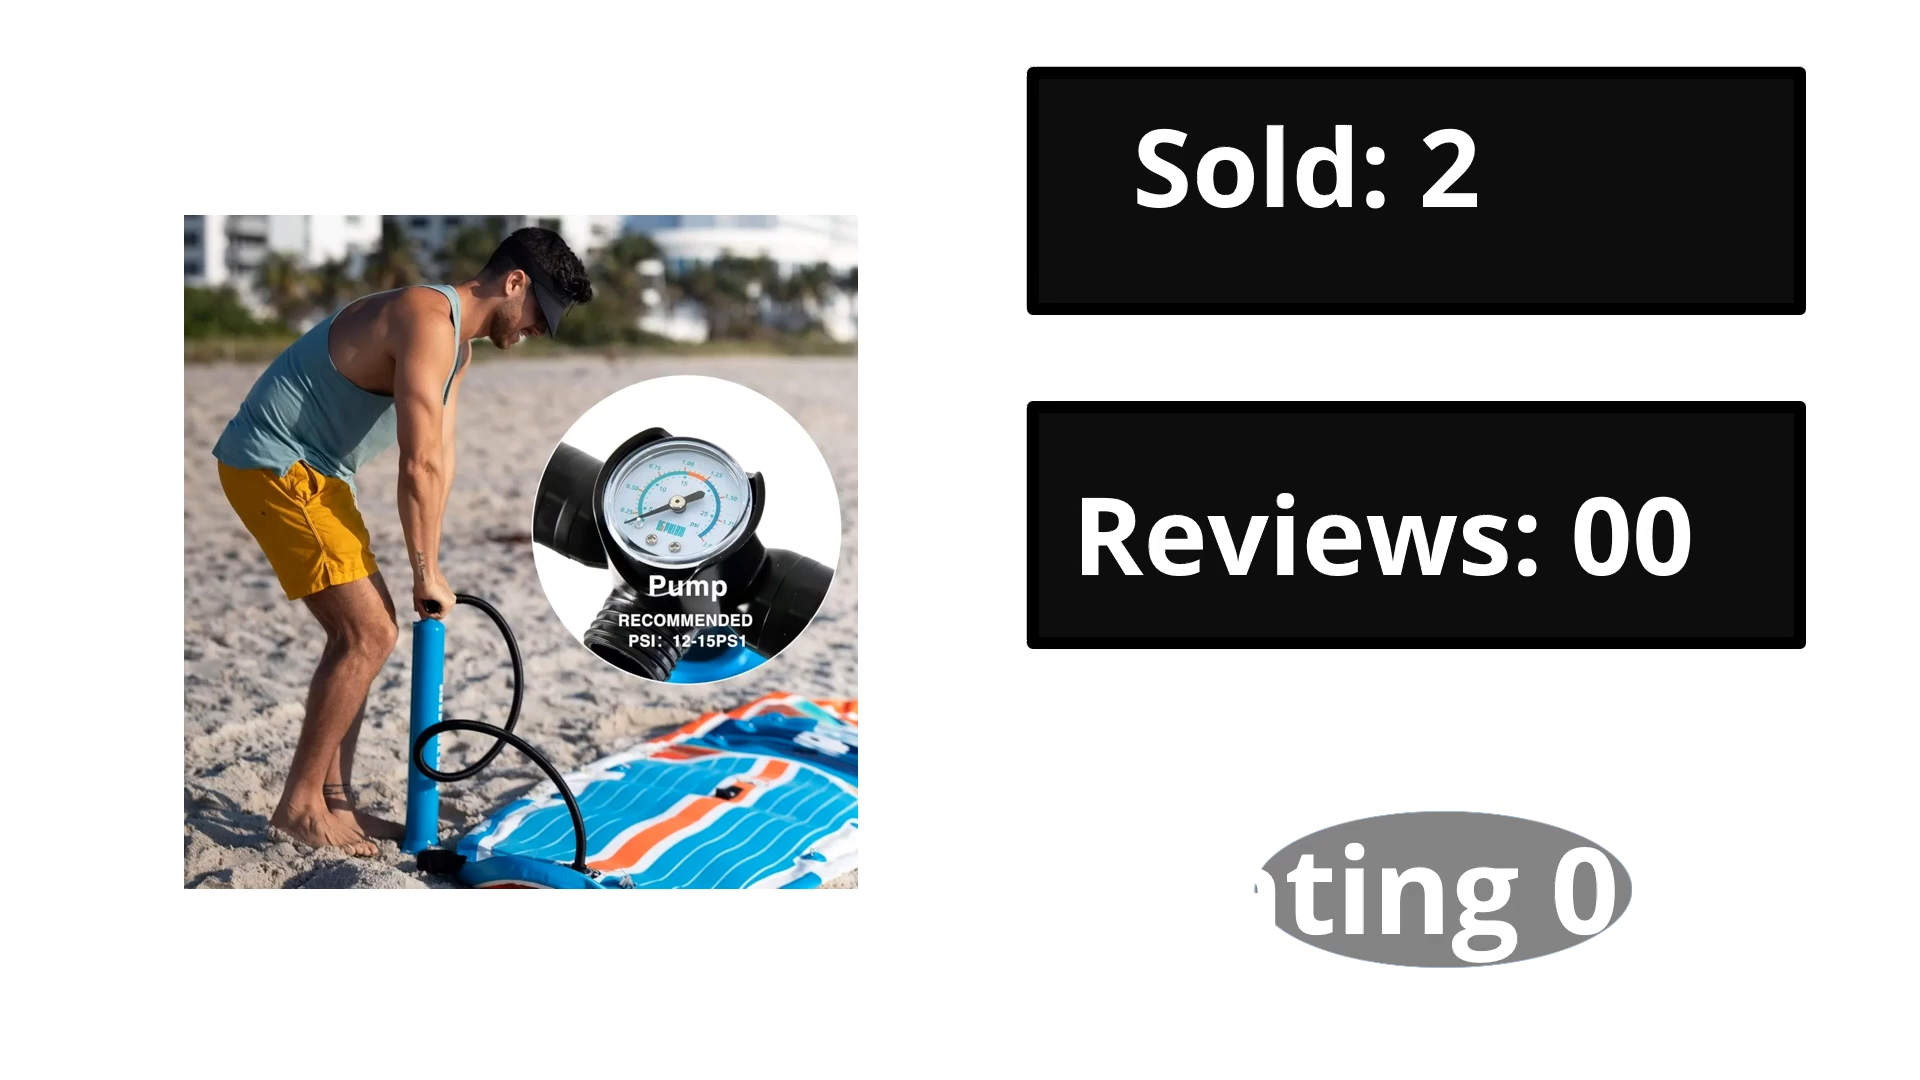 Sold: 2
Reviews: 00
ting 0
Pump
RECOMMENDED
PSI: 12-15PS1